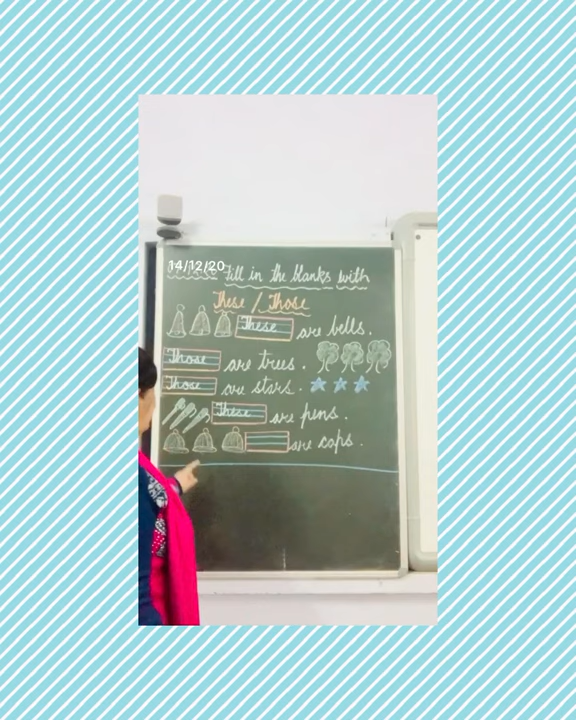 14/12/20
Fill in the blanks with
These / Those
These are bells.
Those are trees.
Those are stars.
These are pens.
are caps.